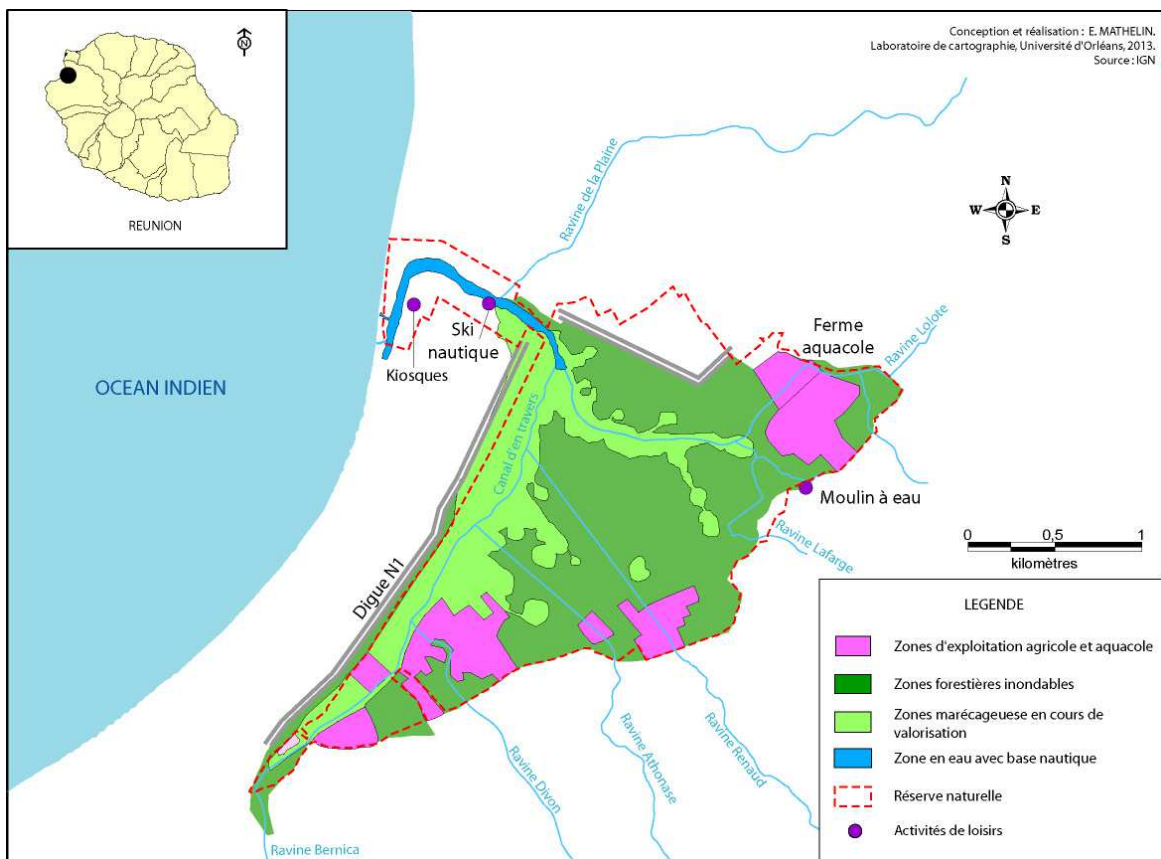 Conception et réalisation : E. MATHELIN.
Laboratoire de cartographie, Université d'Orléans, 2013.
Source : IGN
N
REUNION
OCEAN INDIEN
Ravine de la Plaine
N
W E
S
Ski
nautique
Kiosques
Ferme
aquacole
Ravine Lolote
Canal d'en travers
Moulin à eau
Ravine Lafarge
Digue N1
0 0,5 1
kilomètres
Ravine Renaud
Ravine Athonase
Ravine Divon
Ravine Bernica
LEGENDE
Zones d'exploitation agricole et aquacole
Zones forestières inondables
Zones marécageuse en cours de
valorisation
Zone en eau avec base nautique
Réserve naturelle
Activités de loisirs